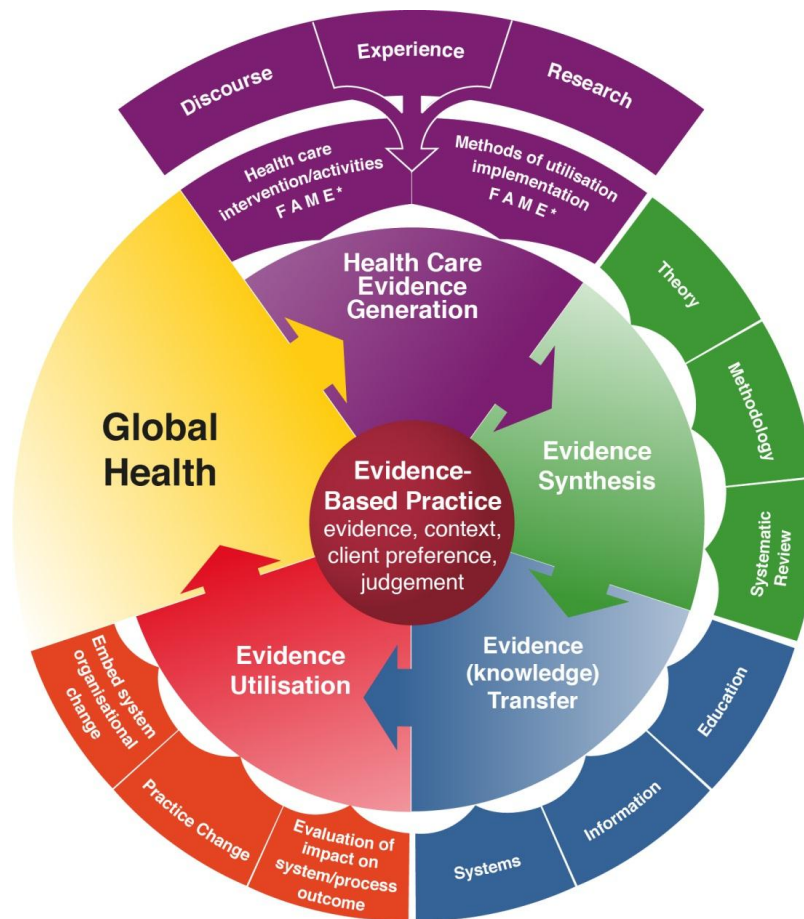 Discourse
Experience
Research
Health care
intervention/activities
F A M E*
Methods of utilisation
implementation
F A M E*
Health Care
Evidence
Generation
Theory
Methodology
Systematic
Review
Global
Health
Evidence
Synthesis
Evidence-
Based Practice
evidence, context,
client preference,
judgement
Evidence
Utilisation
Evidence
(knowledge)
Transfer
Education
Information
Systems
Embed system
organisational
change
Practice Change
Evaluation of
impact on
system/process
outcome